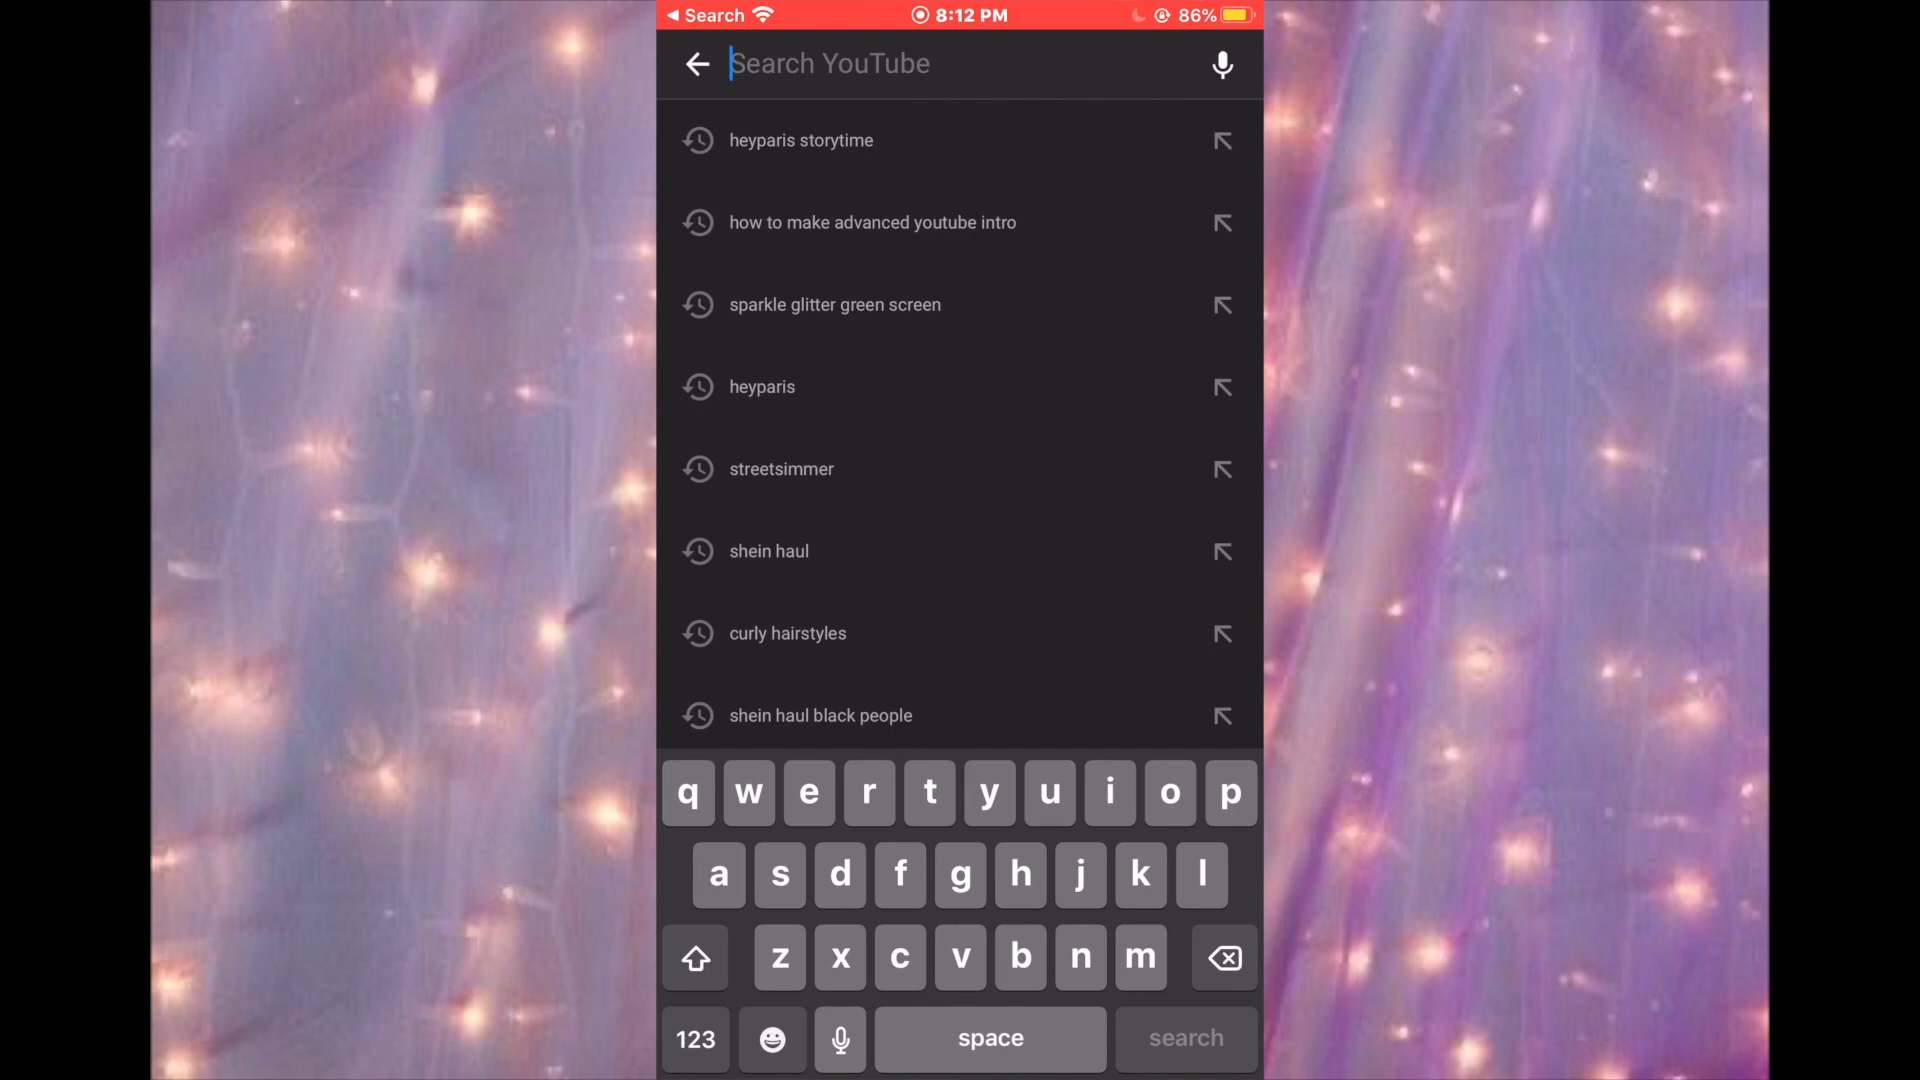 Search 8:12 PM 86%
Search YouTube
heyparis storytime
how to make advanced youtube intro
sparkle glitter green screen
heyparis
streetsimmer
shein haul
curly hairstyles
shein haul black people
q w e r t y u i o p
a s d f g h j k l
z x c v b n m
123 space search